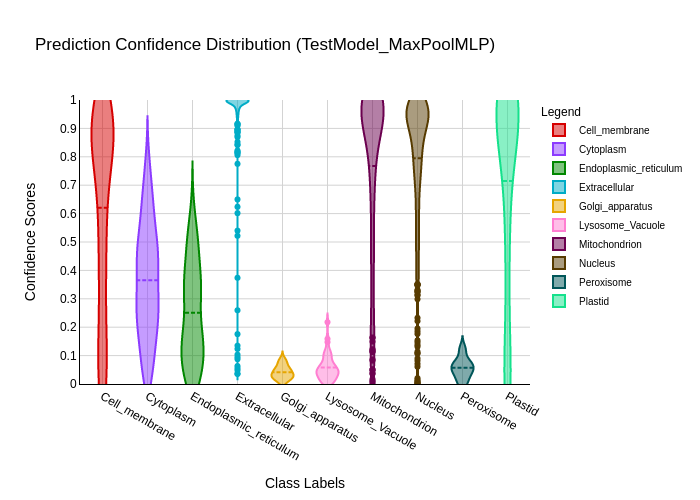 Prediction Confidence Distribution (TestModel_MaxPoolMLP)
Legend
Cell_membrane
Cytoplasm
Endoplasmic_reticulum
Extracellular
Golgi_apparatus
Lysosome_Vacuole
Mitochondrion
Nucleus
Peroxisome
Plastid
Confidence Scores
1
0.9
0.8
0.7
0.6
0.5
0.4
0.3
0.2
0.1
0
Cell_membrane
Cytoplasm
Endoplasmic_reticulum
Extracellular
Golgi_apparatus
Lysosome_Vacuole
Mitochondrion
Nucleus
Peroxisome
Plastid
Class Labels